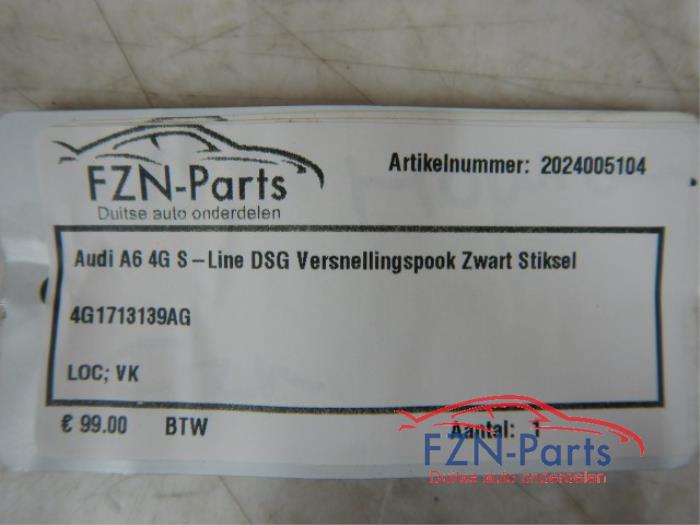 FZN-Parts
Duitse auto onderdelen
Artikelnummer: 2024005104
Audi A6 4G S-Line DSG Versnellingspook Zwart Stiksel
4G1713139AG
LOC; VK
€ 99.00 BTW
Aantal: 1
FZN-Parts
Duitse auto onderdelen